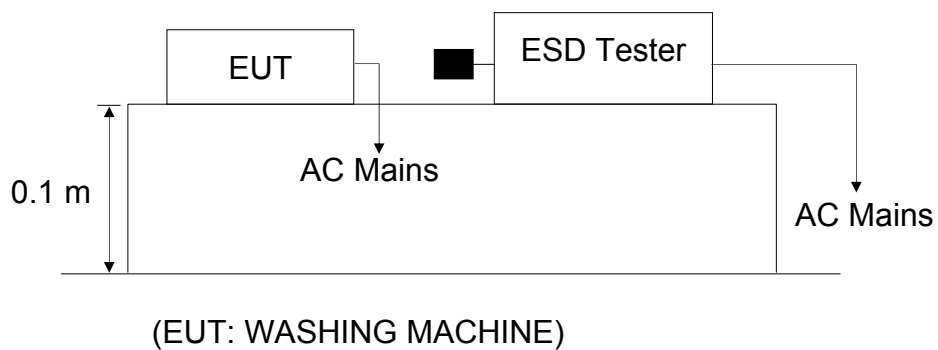 EUT
ESD Tester
AC Mains
0.1 m
AC Mains
(EUT: WASHING MACHINE)